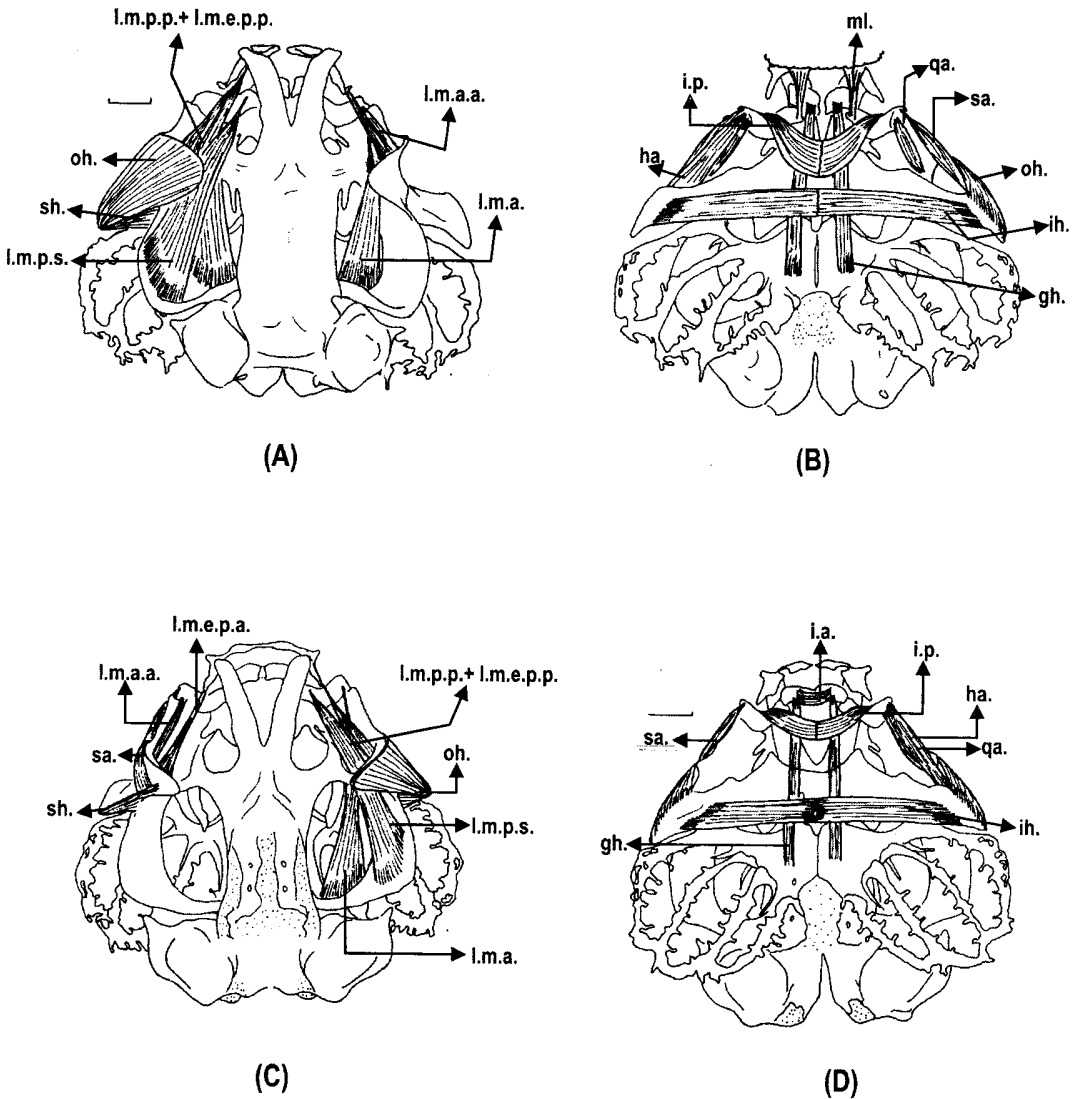 l.m.p.p.+ l.m.e.p.p.
l.m.a.a.
oh.
sh.
l.m.a.
l.m.p.s.
(A)
ml.
qa.
i.p.
sa.
ha.
oh.
ih.
gh.
(B)
l.m.e.p.a.
l.m.a.a.
l.m.p.p.+ l.m.e.p.p.
sa.
oh.
sh.
l.m.p.s.
l.m.a.
(C)
i.a.
i.p.
ha.
sa.
qa.
ih.
gh.
(D)